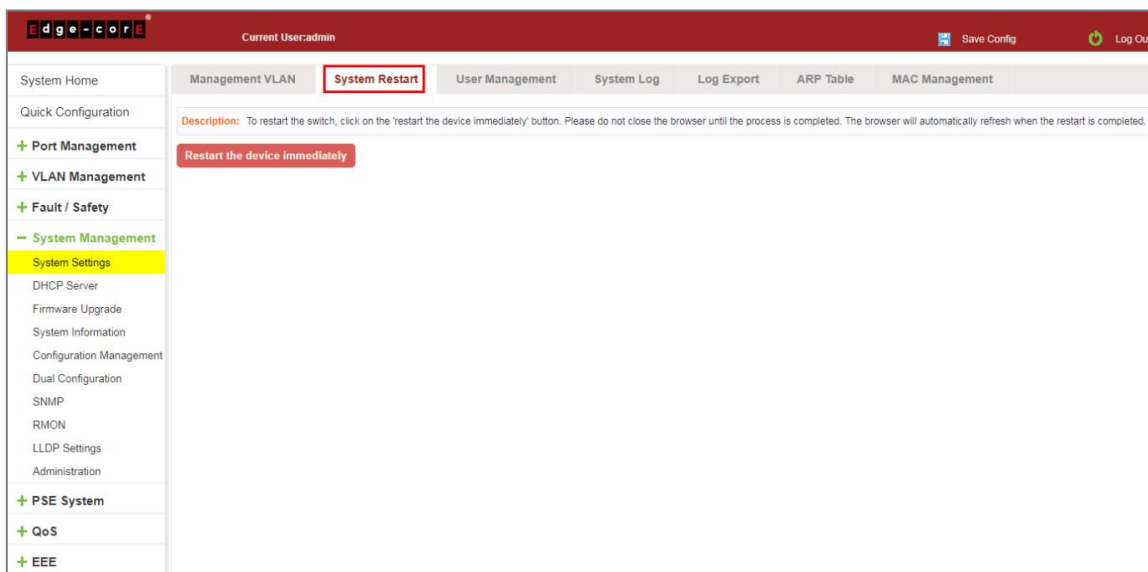 Edge-corE®
Current User:admin
Save Config
Log Ou
System Home
Quick Configuration
+ Port Management
+ VLAN Management
+ Fault / Safety
− System Management
System Settings
DHCP Server
Firmware Upgrade
System Information
Configuration Management
Dual Configuration
SNMP
RMON
LLDP Settings
Administration
+ PSE System
+ QoS
+ EEE
Management VLAN System Restart User Management System Log Log Export ARP Table MAC Management
Description: To restart the switch, click on the 'restart the device immediately' button. Please do not close the browser until the process is completed. The browser will automatically refresh when the restart is completed.
Restart the device immediately